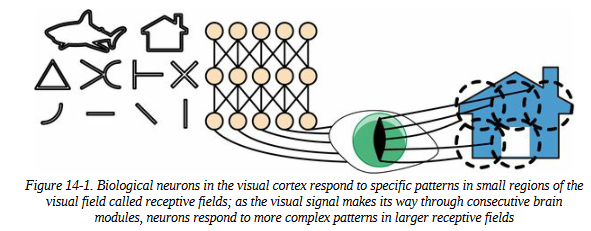 Figure 14-1. Biological neurons in the visual cortex respond to specific patterns in small regions of the
visual field called receptive fields; as the visual signal makes its way through consecutive brain
modules, neurons respond to more complex patterns in larger receptive fields